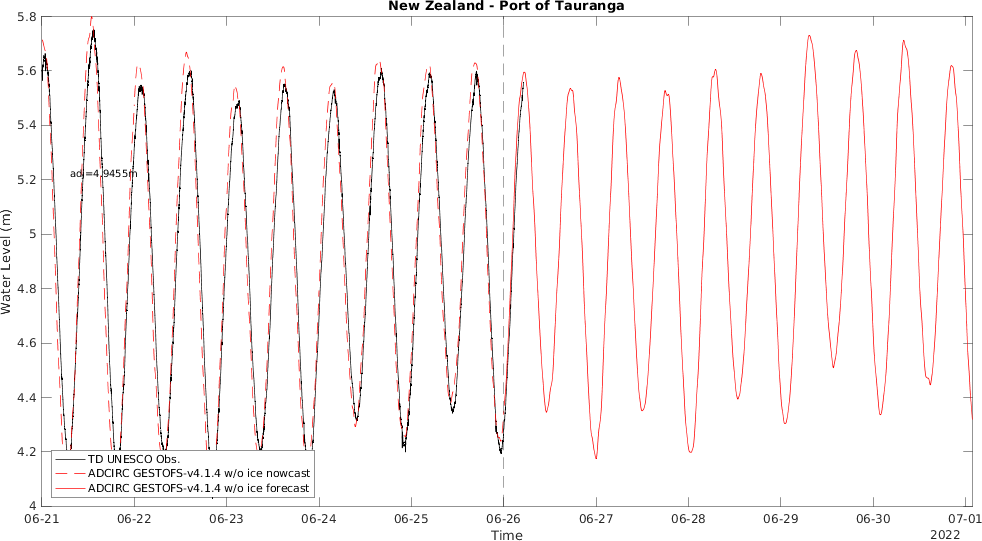 New Zealand - Port of Tauranga
5.8
5.6
5.4
5.2
5
4.8
4.6
4.4
4.2
4
Water Level (m)
adj=4.9455m
TD UNESCO Obs.
ADCIRC GESTOFS-v4.1.4 w/o ice nowcast
ADCIRC GESTOFS-v4.1.4 w/o ice forecast
06-21 06-22 06-23 06-24 06-25 06-26 06-27 06-28 06-29 06-30 07-01
Time
2022